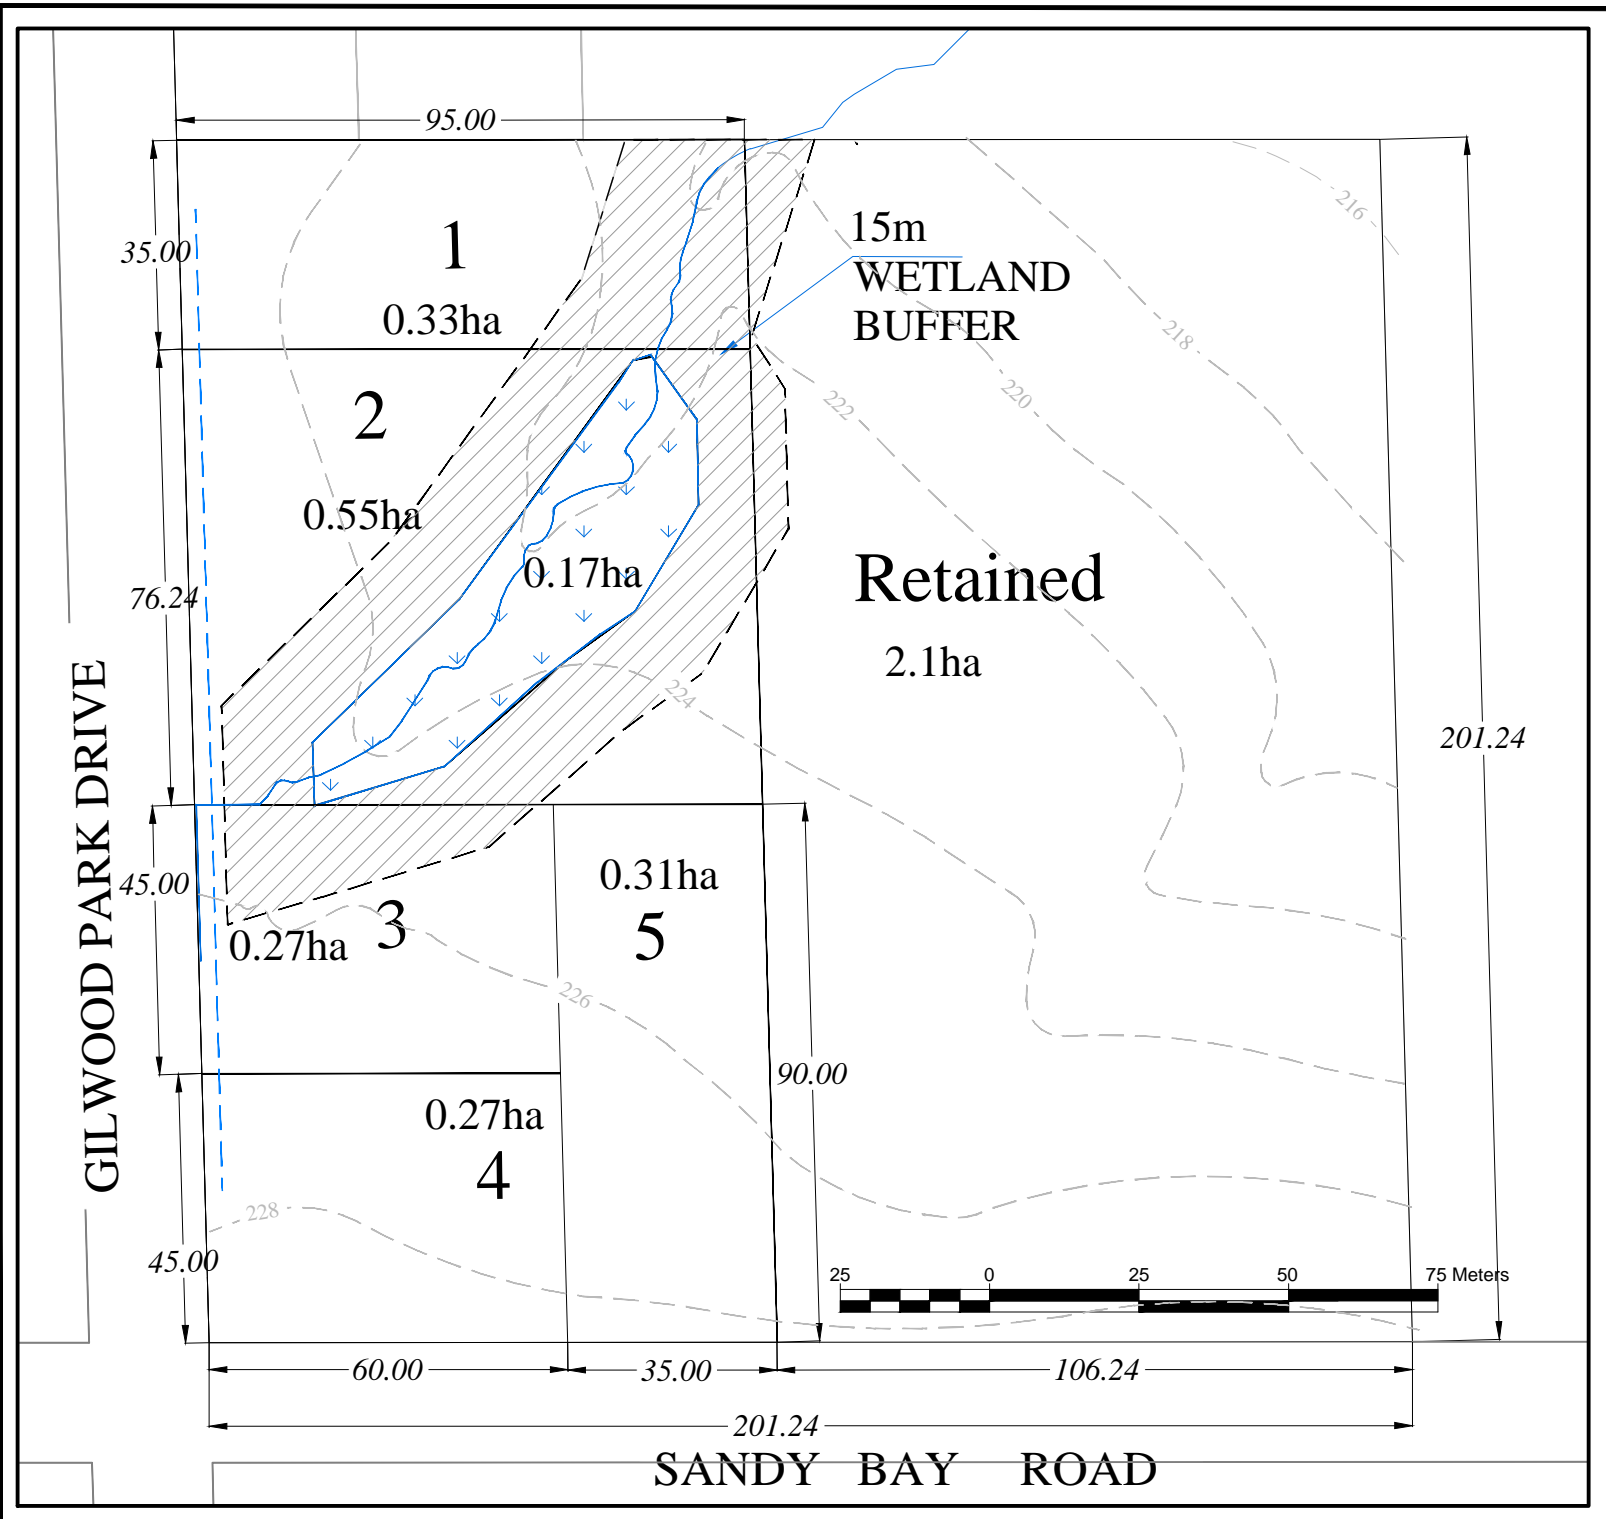 95.00
35.00
1
0.33ha
15m
WETLAND
BUFFER
216
218
220
222
2
0.55ha
76.24
0.17ha
Retained
2.1ha
224
201.24
GILWOOD PARK DRIVE
45.00
0.27ha
3
0.31ha
5
226
90.00
0.27ha
4
228
45.00
25 0 25 50 75 Meters
60.00
35.00
106.24
201.24
SANDY BAY ROAD